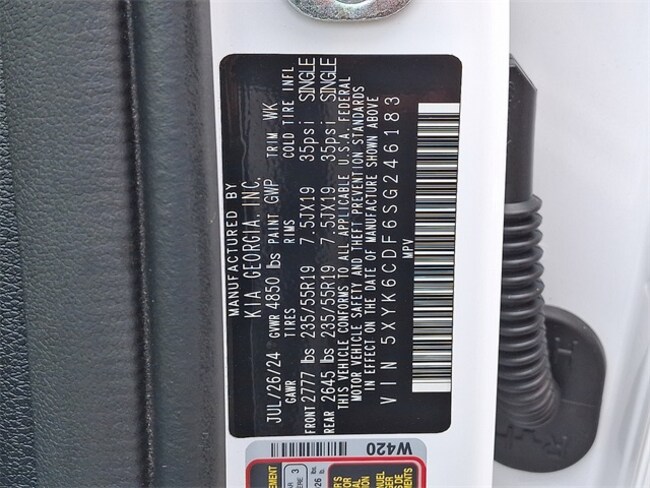 MANUFACTURED BY
KIA GEORGIA, INC.
JUL/26/24 GVWR 4850 lbs PAINT GWP TRIM WK
GAWR TIRES RIMS COLD TIRE INFL
FRONT 2777 lbs 235/55R19 7.5JX19 35psi SINGLE
REAR 2645 lbs 235/55R19 7.5JX19 35psi SINGLE
THIS VEHICLE CONFORMS TO ALL APPLICABLE U.S.A. FEDERAL
MOTOR VEHICLE SAFETY AND THEFT PREVENTION STANDARDS
IN EFFECT ON THE DATE OF MANUFACTURE SHOWN ABOVE
VIN 5XYK6CDF6SG246183
MPV
W420